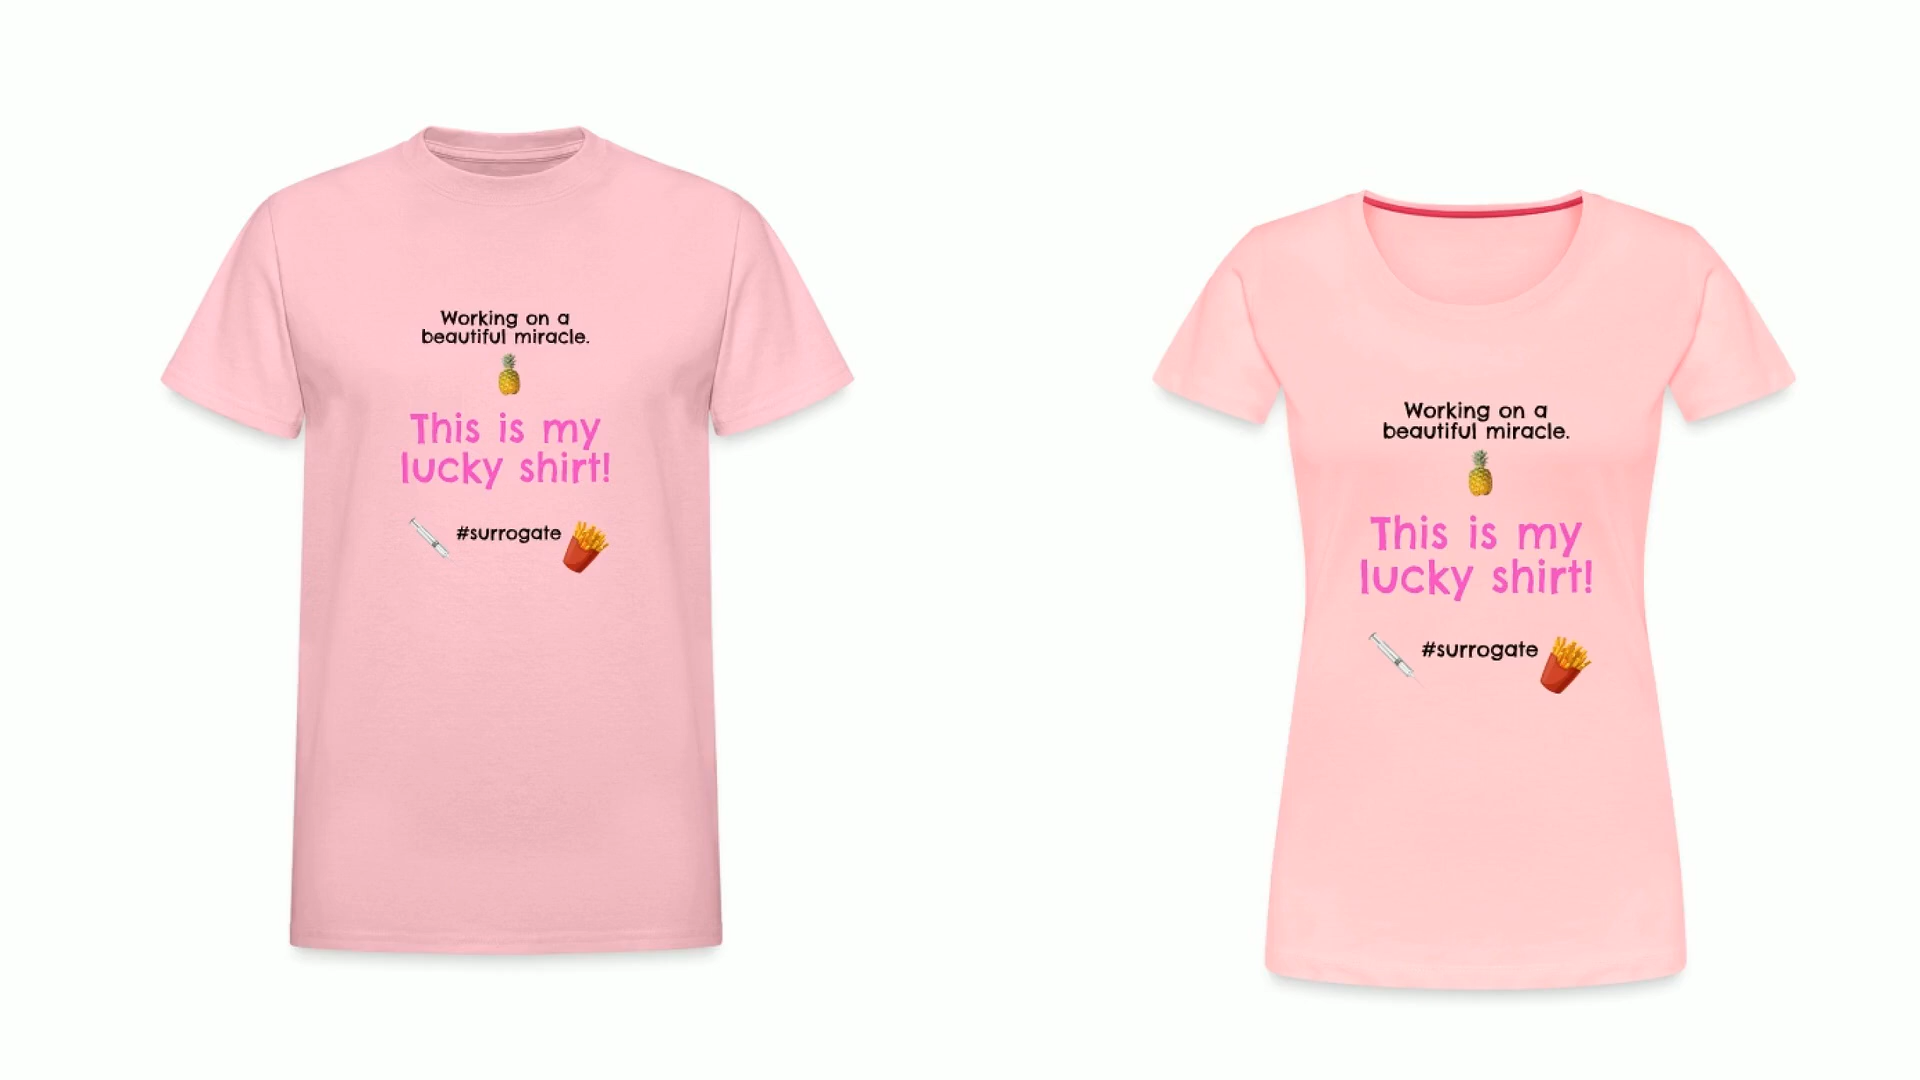 Working on a
beautiful miracle.
This is my
lucky shirt!
#surrogate
Working on a
beautiful miracle.
This is my
lucky shirt!
#surrogate